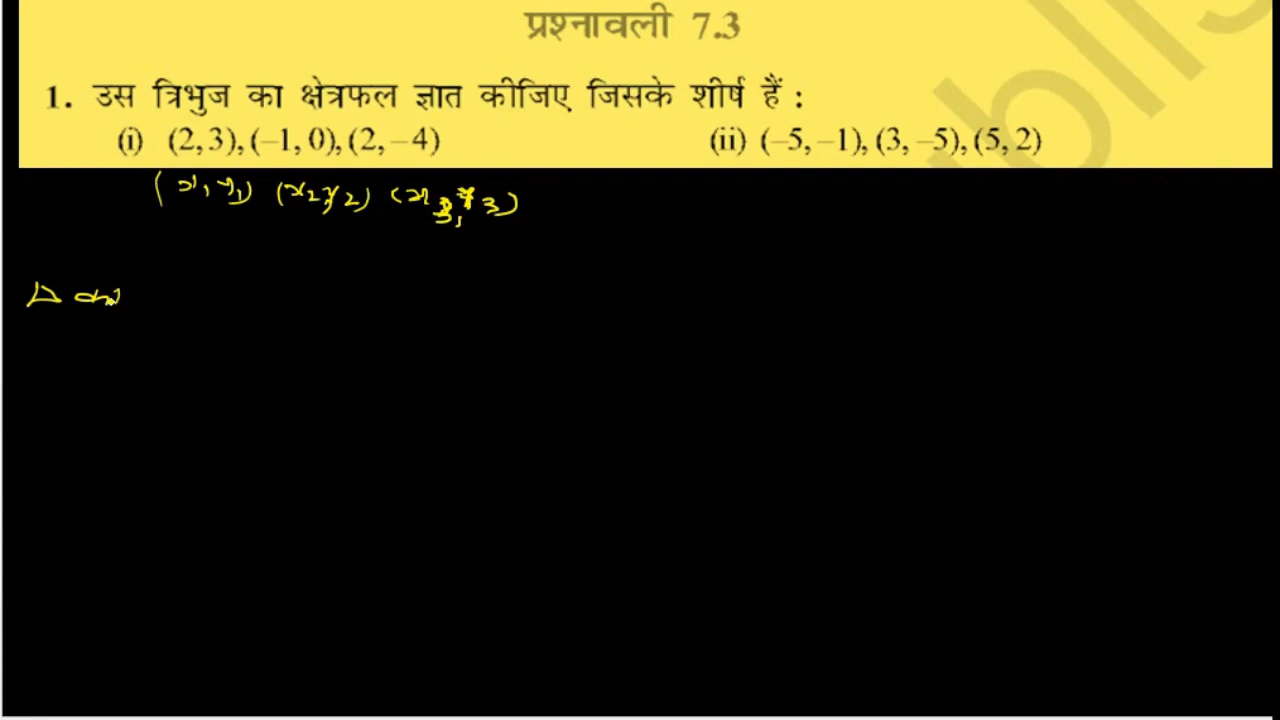 प्रश्नावली 7.3
1. उस त्रिभुज का क्षेत्रफल ज्ञात कीजिए जिसके शीर्ष हैं :
(i) (2, 3), (–1, 0), (2, – 4) (ii) (–5, –1), (3, –5), (5, 2)
(x1, y1) (x2, y2) (x3, y3)
Δ का